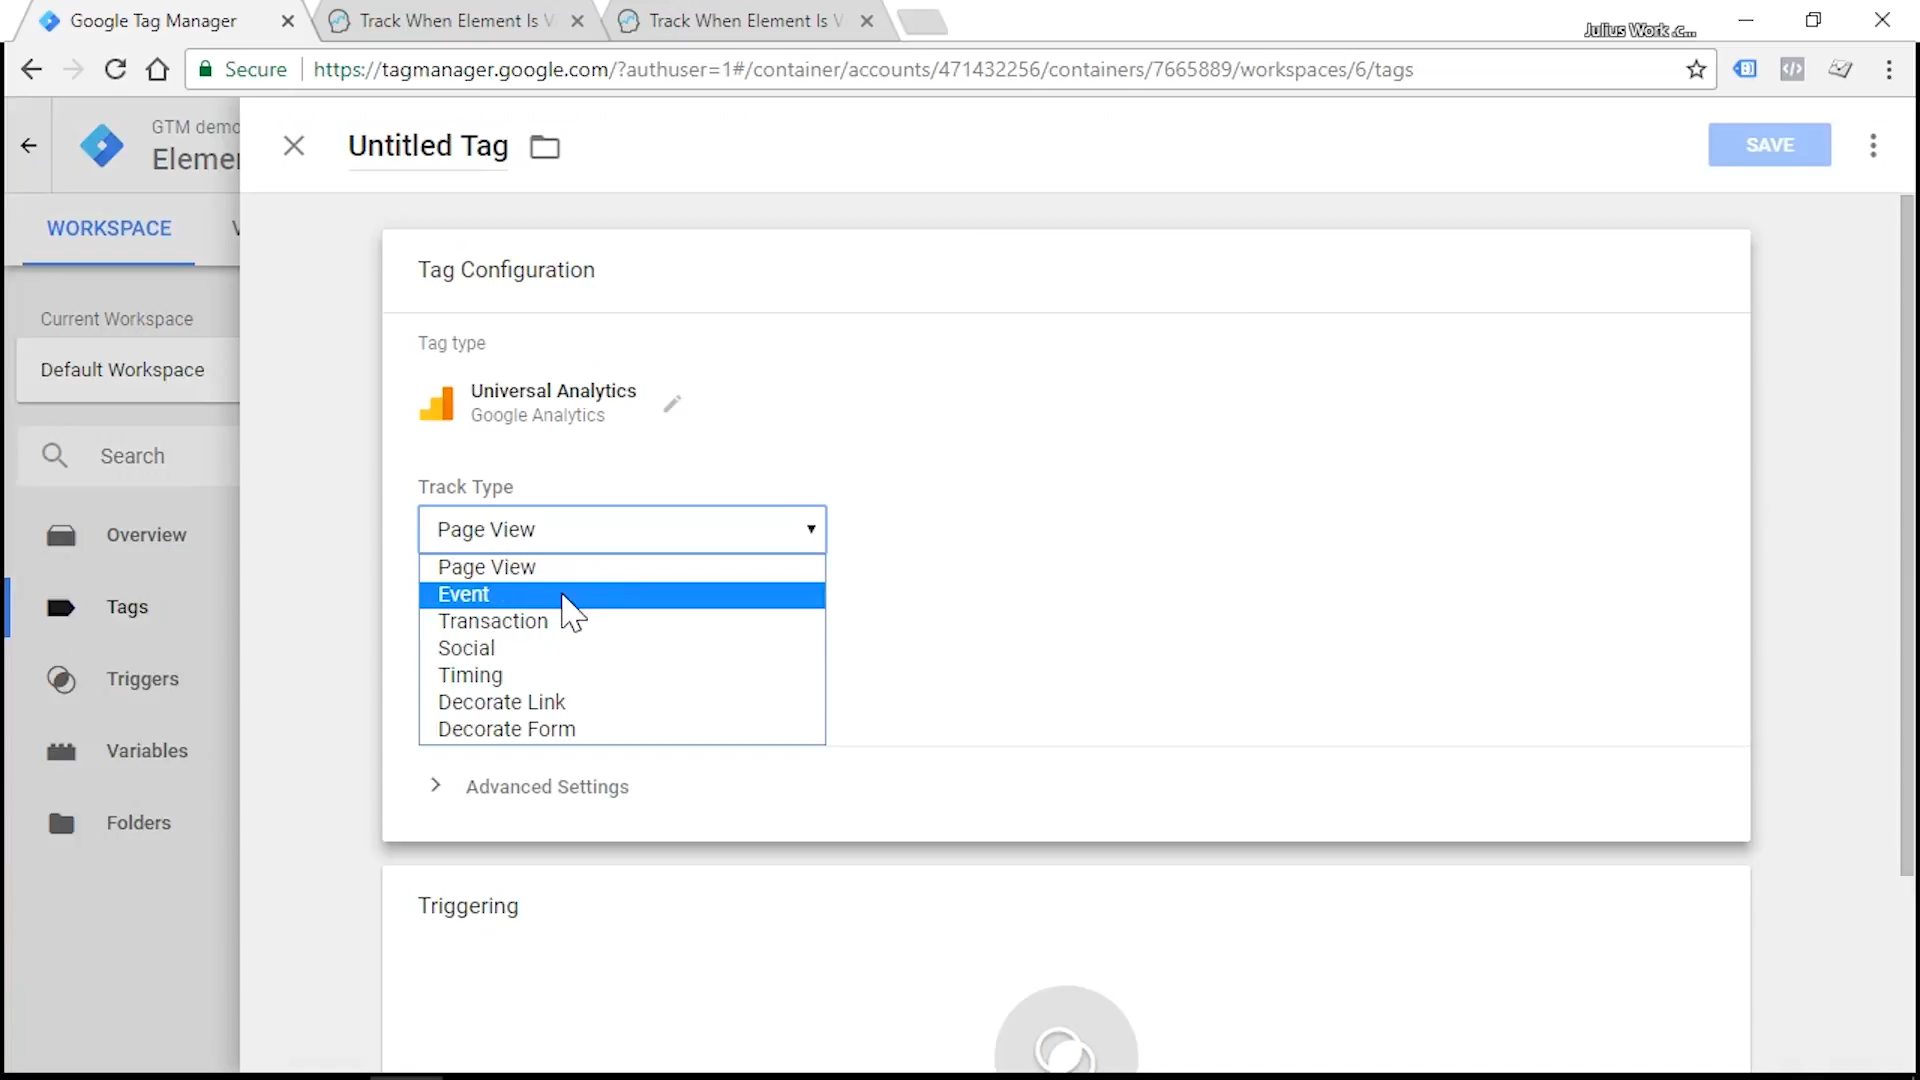 Google Tag Manager
Track When Element Is V
Track When Element Is V
Julius Work .c...
Secure
https://tagmanager.google.com/?authuser=1#/container/accounts/471432256/containers/7665889/workspaces/6/tags
GTM demo
Elemen
Untitled Tag
SAVE
WORKSPACE
V
Tag Configuration
Current Workspace
Default Workspace
Tag type
Universal Analytics
Google Analytics
Search
Track Type
Page View
Page View
Event
Transaction
Social
Timing
Decorate Link
Decorate Form
Overview
Tags
Triggers
Variables
Folders
Advanced Settings
Triggering